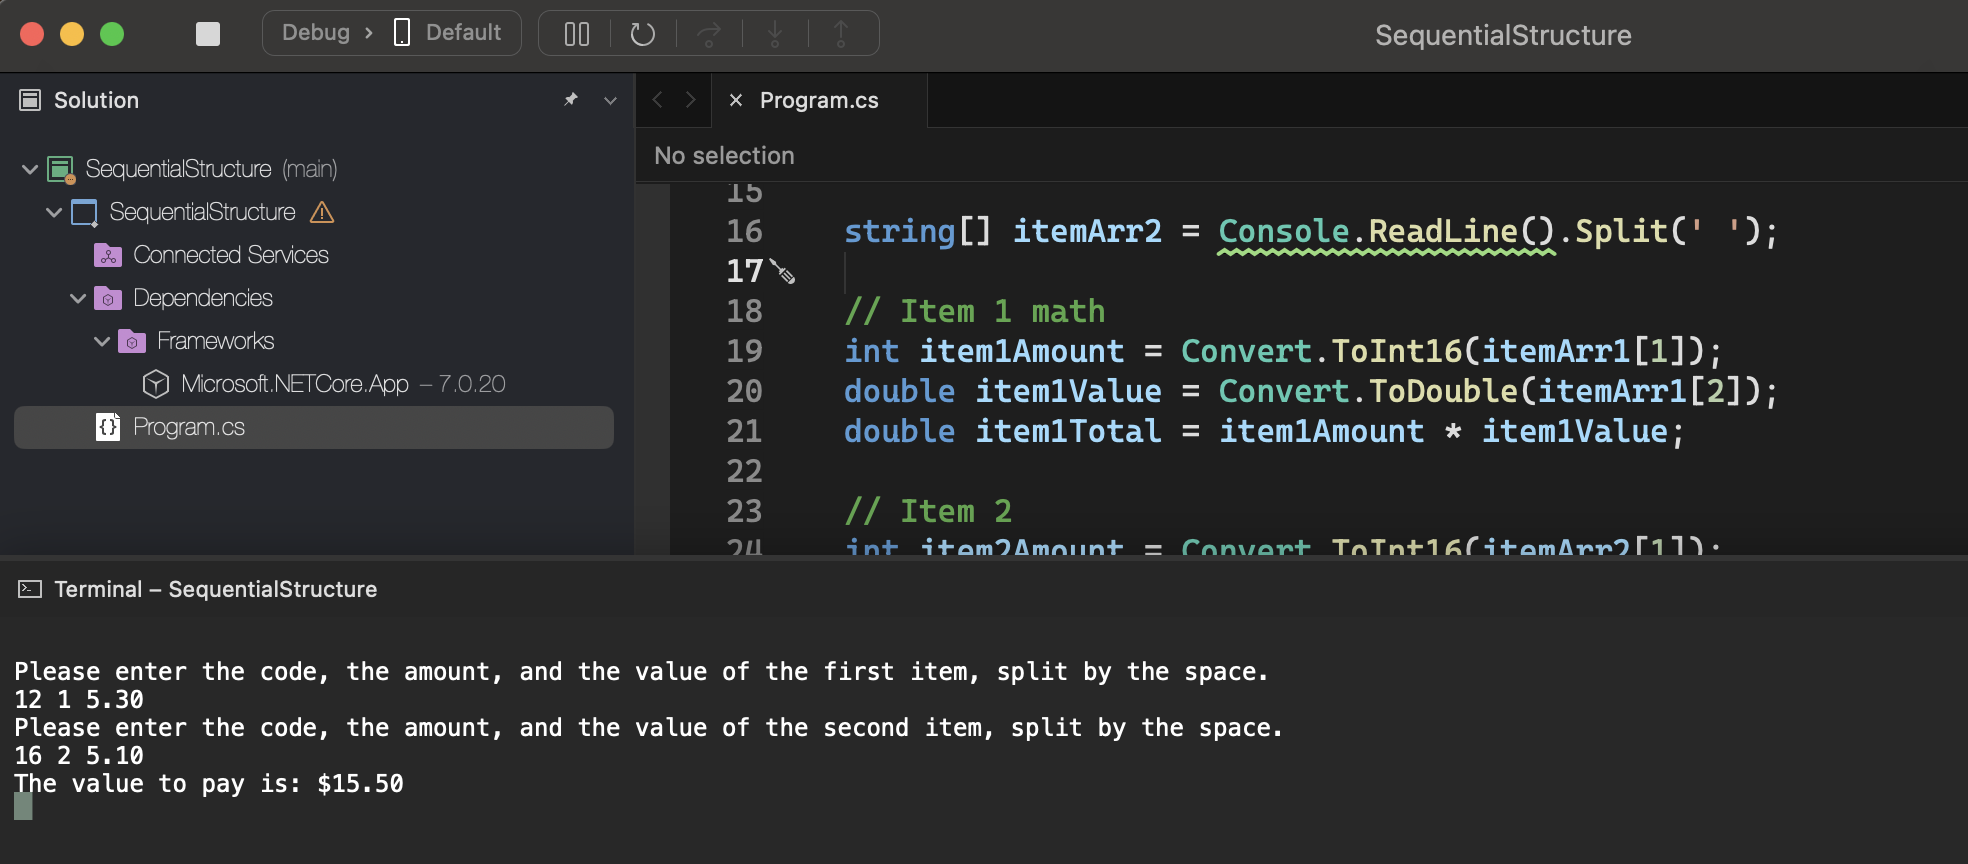 Debug › Default
SequentialStructure
Solution
Program.cs
No selection
SequentialStructure (main)
SequentialStructure
Connected Services
Dependencies
Frameworks
Microsoft.NETCore.App – 7.0.20
Program.cs
15
16 string[] itemArr2 = Console.ReadLine().Split(' ');
17
18 // Item 1 math
19 int item1Amount = Convert.ToInt16(itemArr1[1]);
20 double item1Value = Convert.ToDouble(itemArr1[2]);
21 double item1Total = item1Amount * item1Value;
22
23 // Item 2
24 int item2Amount = Convert.ToInt16(itemArr2[1]);
Terminal – SequentialStructure
Please enter the code, the amount, and the value of the first item, split by the space.
12 1 5.30
Please enter the code, the amount, and the value of the second item, split by the space.
16 2 5.10
The value to pay is: $15.50